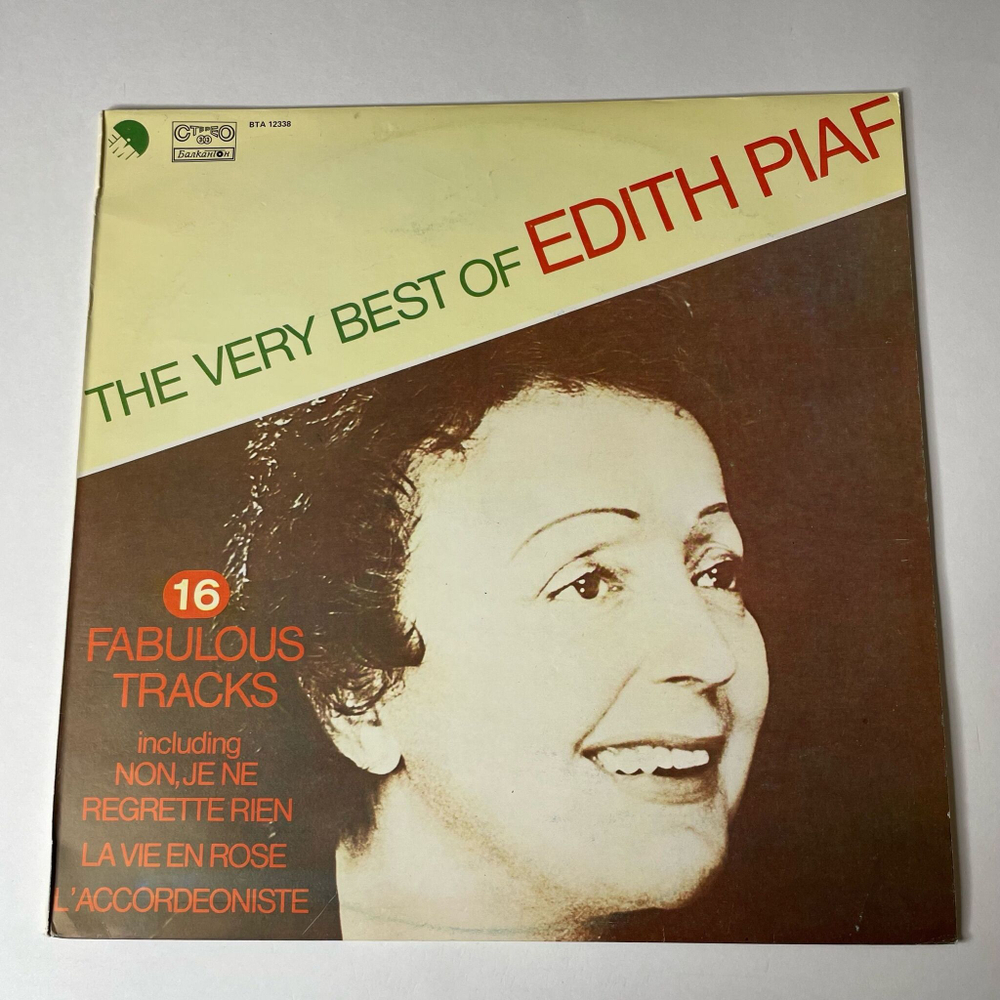 СТЕРЕО
Балкантон
BTA 12338
THE VERY BEST OF EDITH PIAF
16
FABULOUS
TRACKS
including
NON, JE NE
REGRETTE RIEN
LA VIE EN ROSE
L'ACCORDEONISTE